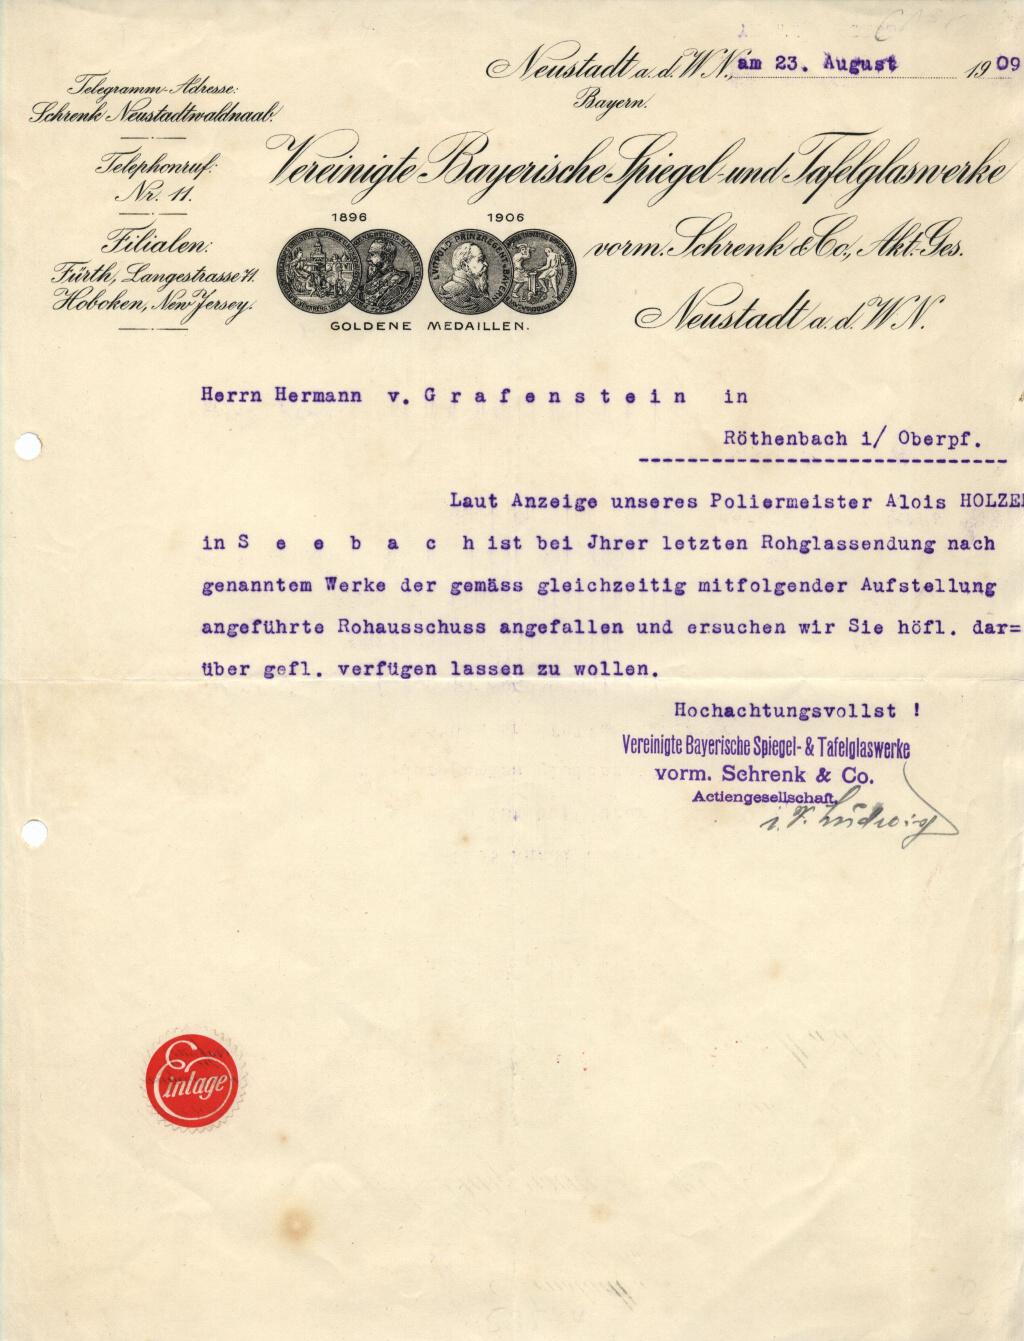 Neustadt a. d. W. N., am 23. August 1909
Bayern.
Telegramm-Adresse:
Schrenk Neustadtwaldnaab.
Telephonruf:
Nr. 11.
Filialen:
Fürth, Langestrasse 71.
Hoboken, New Jersey.
Vereinigte Bayerische Spiegel- und Tafelglaswerke
vorm. Schrenk & Co., Akt.-Ges.
Neustadt a. d. W. N.
1896 1906
GOLDENE MEDAILLEN.
Herrn Hermann v. Grafenstein in
Röthenbach i/ Oberpf.
Laut Anzeige unseres Poliermeister Alois HOLZE
in Seebach ist bei Jhrer letzten Rohglassendung nach
genanntem Werke der gemäss gleichzeitig mitfolgender Aufstellung
angeführte Rohausschuss angefallen und ersuchen wir Sie höfl. dar=
über gefl. verfügen lassen zu wollen.
Hochachtungsvollst !
Vereinigte Bayerische Spiegel- & Tafelglaswerke
vorm. Schrenk & Co.
Actiengesellschaft.
i. V. Ludwig
Einlage